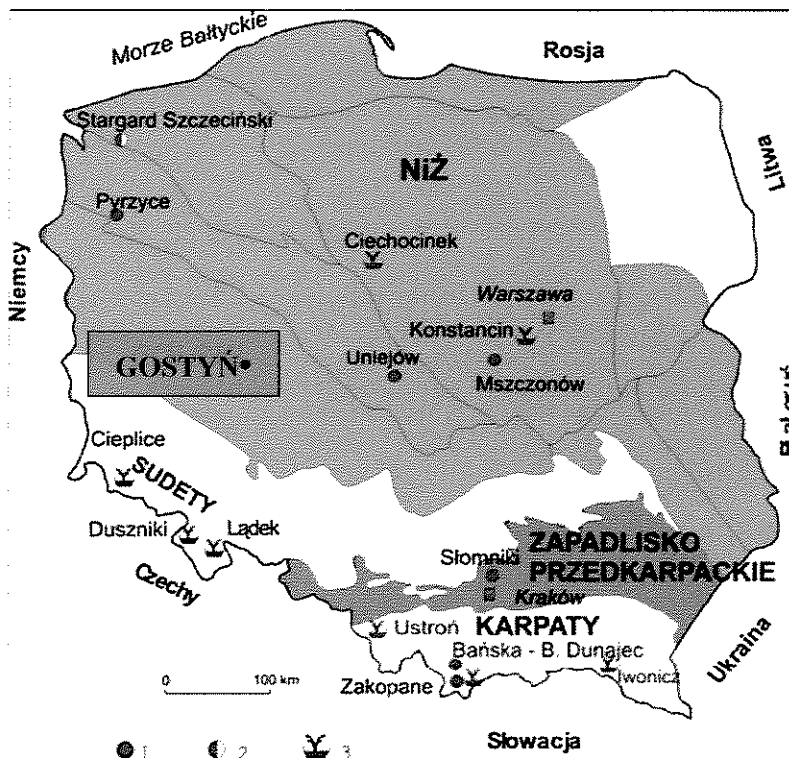 Morze Bałtyckie
Rosja
Litwa
Stargard Szczeciński
NiŻ
Pyrzyce
Ciechocinek
Niemcy
Warszawa
Konstancin
GOSTYŃ•
Uniejów
Mszczonów
Cieplice
SUDETY
Duszniki
Lądek
Czechy
Słomniki
ZAPADLISKO
PRZEDKARPACKIE
Kraków
Ustroń
KARPATY
Bańska - B. Dunajec
Iwonicz
Ukraina
0 100 km
Zakopane
Słowacja
1 2 3